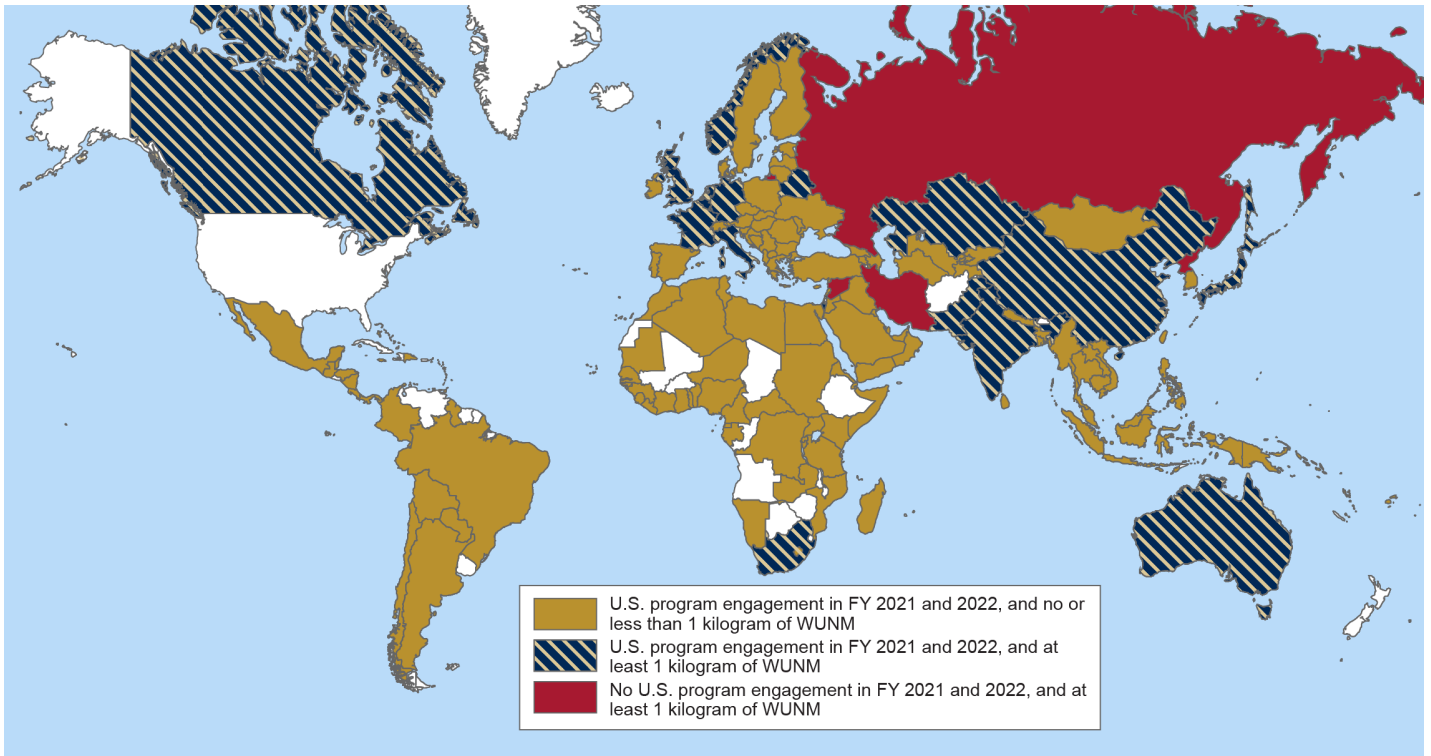 U.S. program engagement in FY 2021 and 2022, and no or
less than 1 kilogram of WUNM
U.S. program engagement in FY 2021 and 2022, and at
least 1 kilogram of WUNM
No U.S. program engagement in FY 2021 and 2022, and at
least 1 kilogram of WUNM